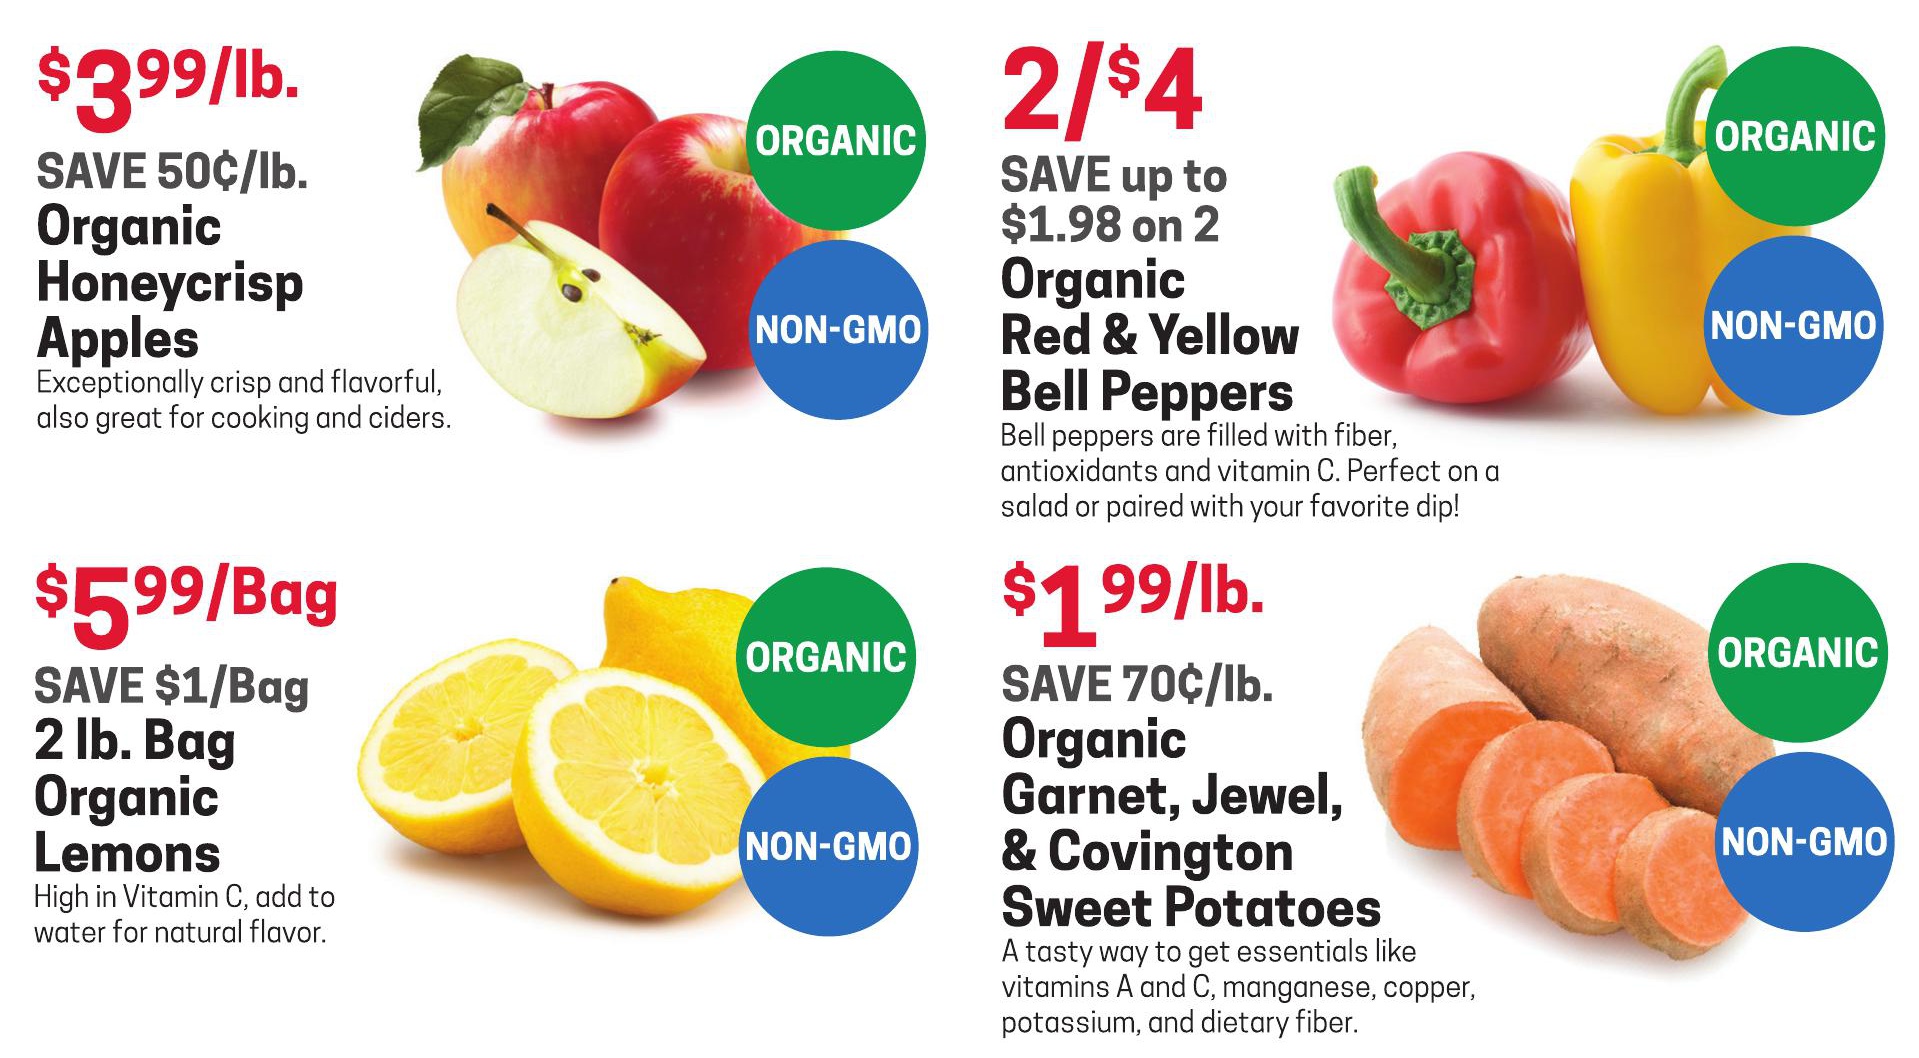 $3.99/lb.
SAVE 50¢/lb.
Organic
Honeycrisp
Apples
Exceptionally crisp and flavorful,
also great for cooking and ciders.
ORGANIC
NON-GMO
2/$4
SAVE up to
$1.98 on 2
Organic
Red & Yellow
Bell Peppers
Bell peppers are filled with fiber,
antioxidants and vitamin C. Perfect on a
salad or paired with your favorite dip!
ORGANIC
NON-GMO
$5.99/Bag
SAVE $1/Bag
2 lb. Bag
Organic
Lemons
High in Vitamin C, add to
water for natural flavor.
ORGANIC
NON-GMO
$1.99/lb.
SAVE 70¢/lb.
Organic
Garnet, Jewel,
& Covington
Sweet Potatoes
A tasty way to get essentials like
vitamins A and C, manganese, copper,
potassium, and dietary fiber.
ORGANIC
NON-GMO